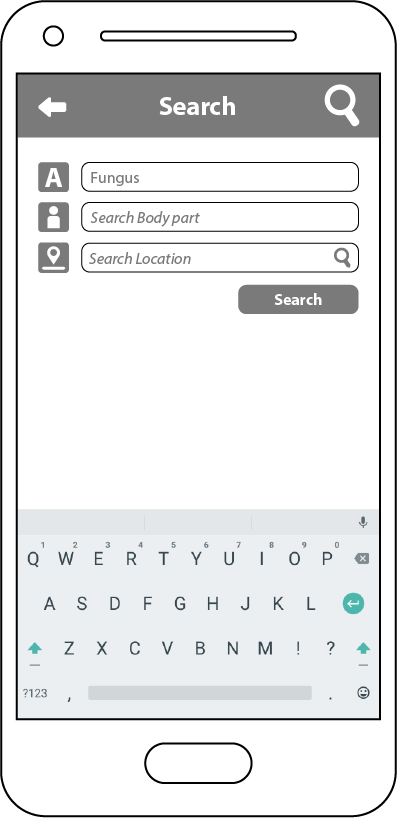 Search
A Fungus
Search Body part
Search Location
Search
1 2 3 4 5 6 7 8 9 0
Q W E R T Y U I O P
A S D F G H J K L
Z X C V B N M ! ?
?123 , .